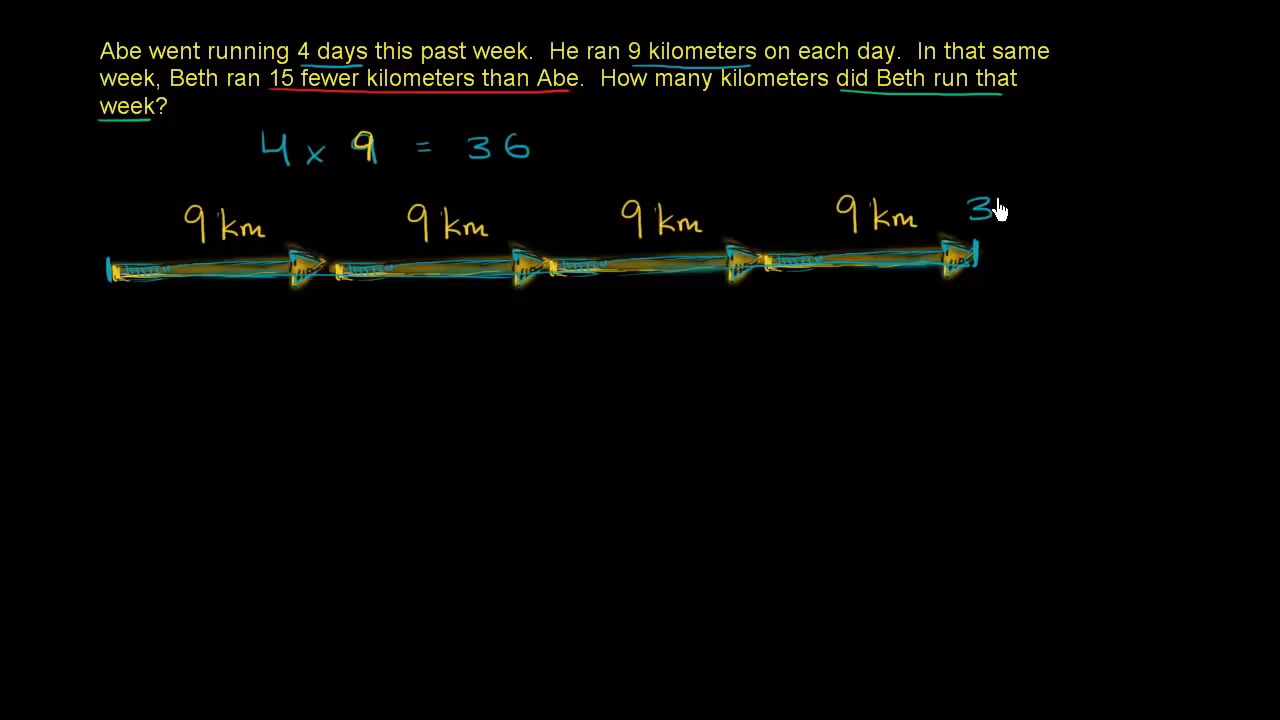 Abe went running 4 days this past week. He ran 9 kilometers on each day. In that same
week, Beth ran 15 fewer kilometers than Abe. How many kilometers did Beth run that
week?
4 x 9 = 36
9 km 9 km 9 km 9 km 3